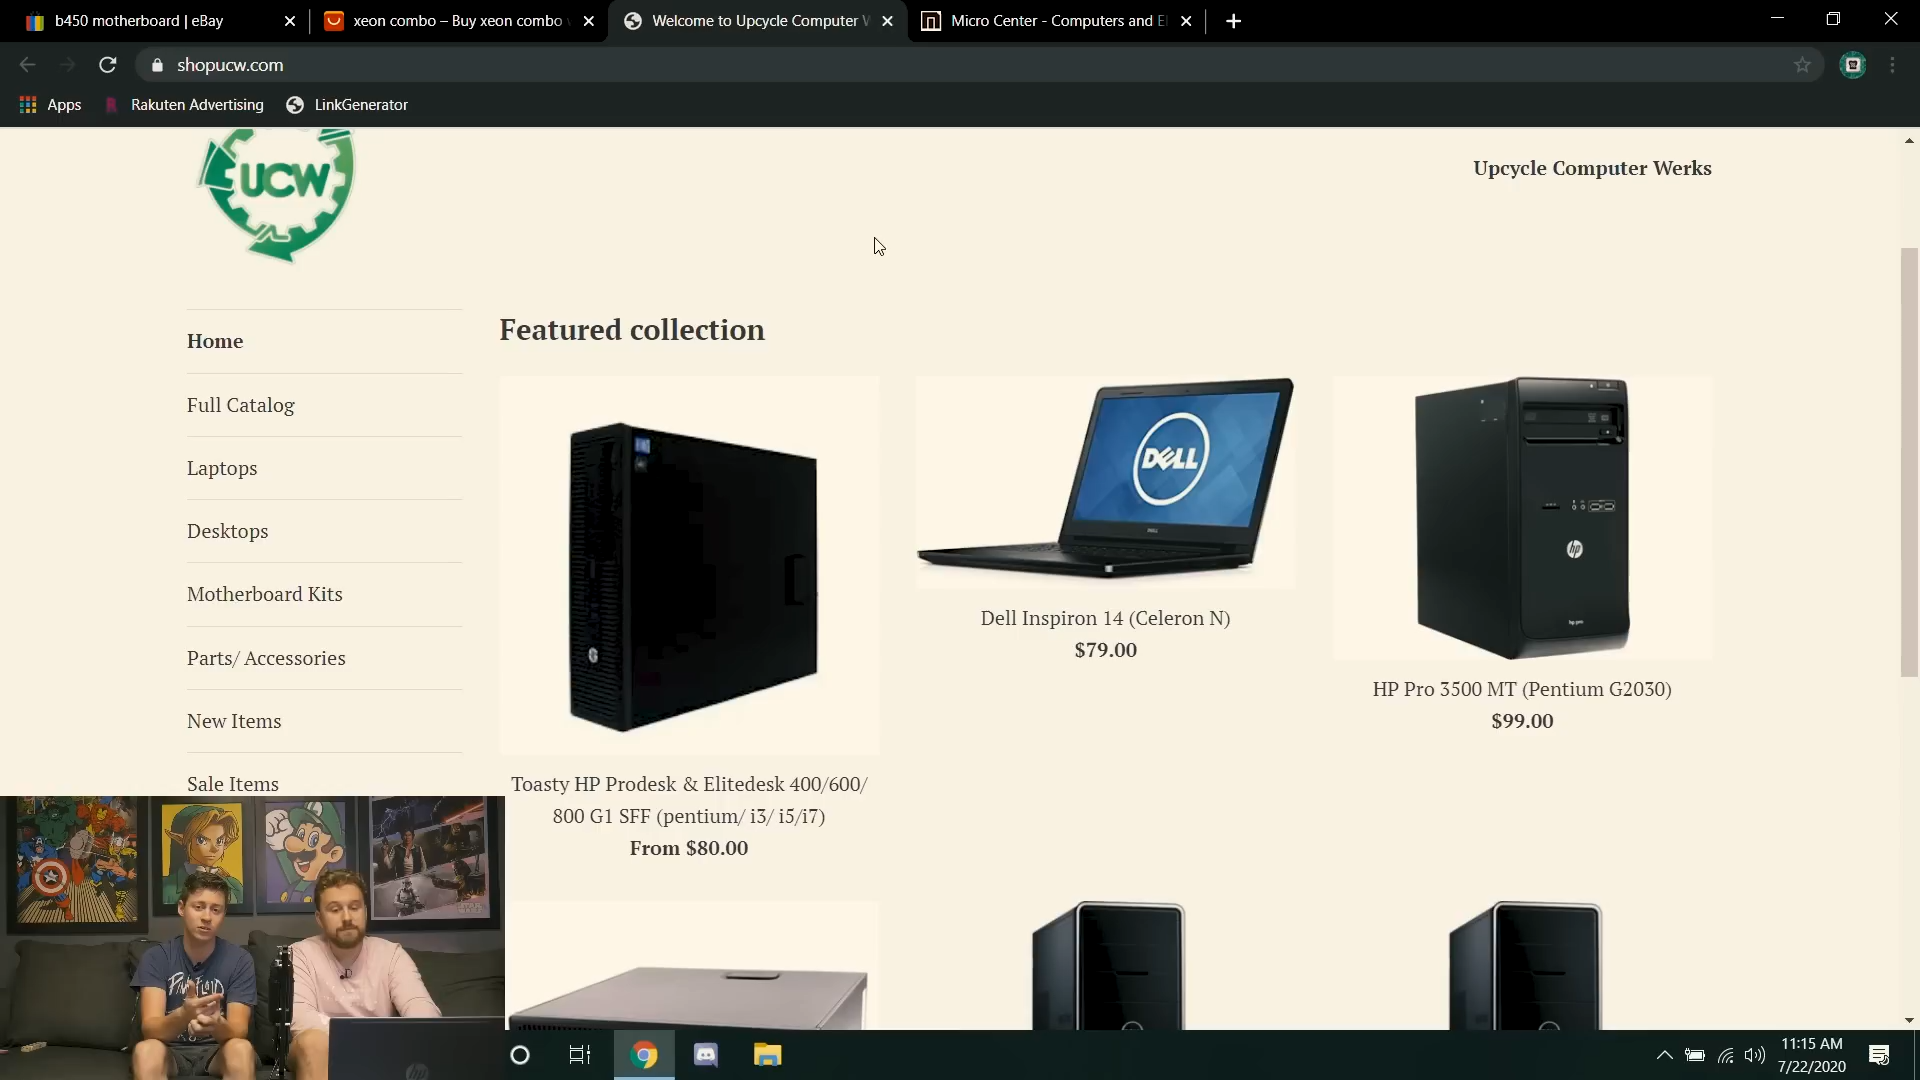 b450 motherboard | eBay
xeon combo – Buy xeon combo
Welcome to Upcycle Computer
Micro Center - Computers and
shopucw.com
Apps
Rakuten Advertising
LinkGenerator
UCW
Upcycle Computer Werks
Featured collection
Home
Full Catalog
Laptops
Desktops
Motherboard Kits
Parts/ Accessories
New Items
Sale Items
DELL
Dell Inspiron 14 (Celeron N)
$79.00
hp
HP Pro 3500 MT (Pentium G2030)
$99.00
Toasty HP Prodesk & Elitedesk 400/600/
800 G1 SFF (pentium/ i3/ i5/i7)
From $80.00
STAR WARS
PINK FLOYD
11:15 AM
7/22/2020